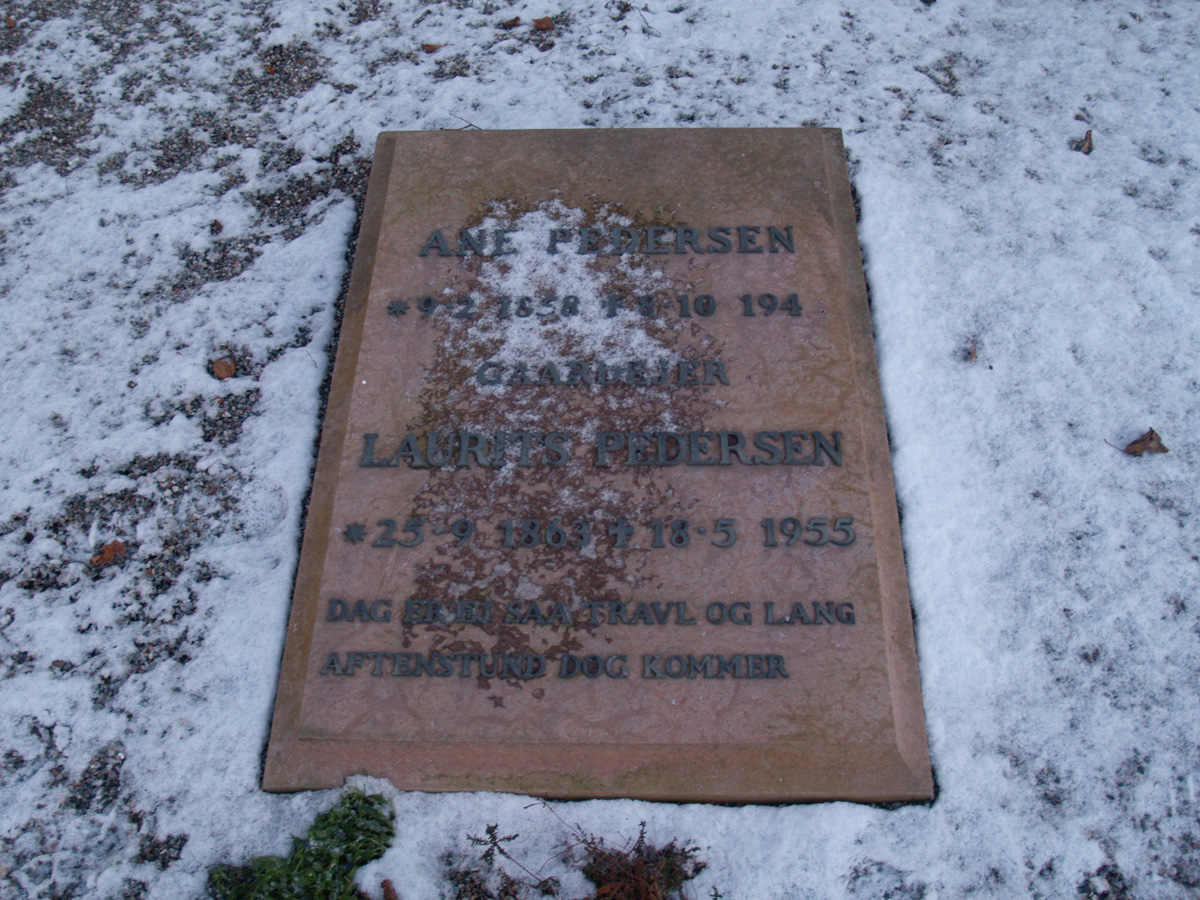 ANE PEDERSEN
* 9·2 1858 ✝ 8·10 194
GAARDEJER
LAURITS PEDERSEN
* 25·9 1863 ✝ 18·5 1955
DAG ER EJ SAA TRAVL OG LANG
AFTENSTUND DOG KOMMER